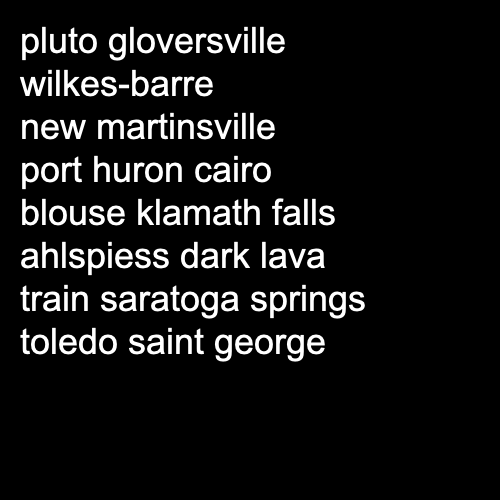 pluto gloversville
wilkes-barre
new martinsville
port huron cairo
blouse klamath falls
ahlspiess dark lava
train saratoga springs
toledo saint george